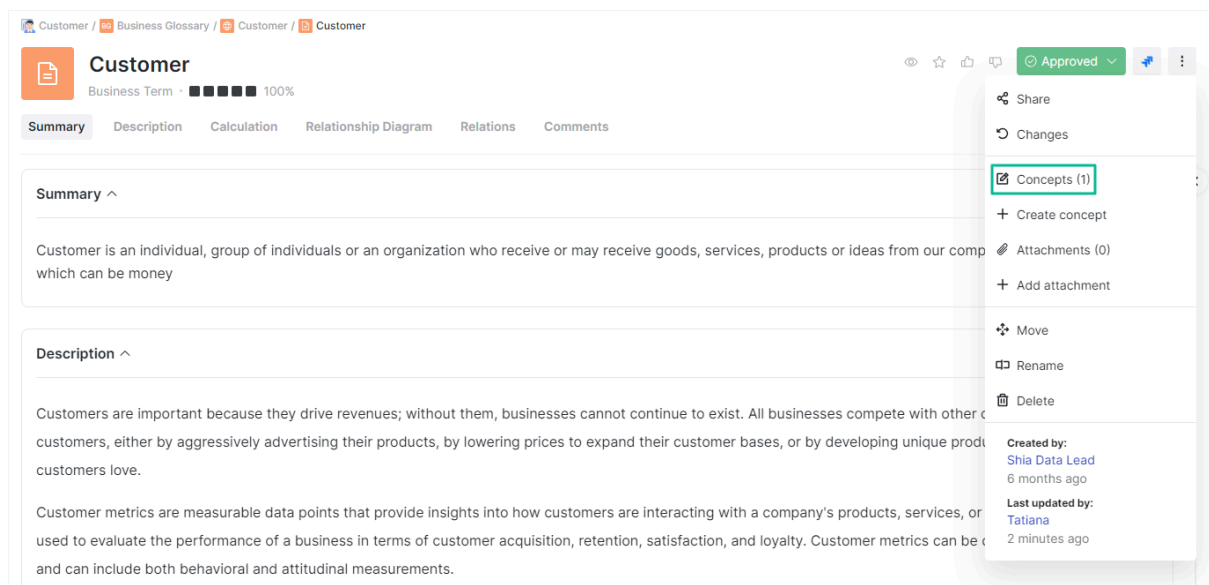 Customer / BG Business Glossary / Customer / Customer
Customer
Business Term · 100%
Approved
Summary Description Calculation Relationship Diagram Relations Comments
Share
Changes
Concepts (1)
Create concept
Attachments (0)
Add attachment
Move
Rename
Delete
Created by:
Shia Data Lead
6 months ago
Last updated by:
Tatiana
2 minutes ago
Summary
Customer is an individual, group of individuals or an organization who receive or may receive goods, services, products or ideas from our comp
which can be money
Description
Customers are important because they drive revenues; without them, businesses cannot continue to exist. All businesses compete with other
customers, either by aggressively advertising their products, by lowering prices to expand their customer bases, or by developing unique produ
customers love.
Customer metrics are measurable data points that provide insights into how customers are interacting with a company's products, services, or
used to evaluate the performance of a business in terms of customer acquisition, retention, satisfaction, and loyalty. Customer metrics can be
and can include both behavioral and attitudinal measurements.